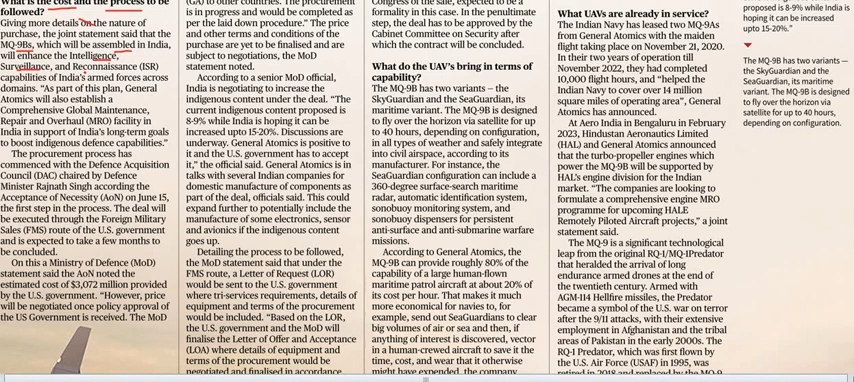 What is the cost and the process to be
followed?
Giving more details on the nature of
purchase, the joint statement said that the
MQ-9Bs, which will be assembled in India,
will enhance the Intelligence,
Surveillance, and Reconnaissance (ISR)
capabilities of India's armed forces across
domains. “As part of this plan, General
Atomics will also establish a
Comprehensive Global Maintenance,
Repair and Overhaul (MRO) facility in
India in support of India's long-term goals
to boost indigenous defence capabilities.”
The procurement process has
commenced with the Defence Acquisition
Council (DAC) chaired by Defence
Minister Rajnath Singh according the
Acceptance of Necessity (AoN) on June 15,
the first step in the process. The deal will
be executed through the Foreign Military
Sales (FMS) route of the U.S. government
and is expected to take a few months to
be concluded.
On this a Ministry of Defence (MoD)
statement said the AoN noted the
estimated cost of $3,072 million provided
by the U.S. government. “However, price
will be negotiated once policy approval of
the US Government is received. The MoD
(GA) to other countries. The procurement
is in progress and would be completed as
per the laid down procedure.” The price
and other terms and conditions of the
purchase are yet to be finalised and are
subject to negotiations, the MoD
statement noted.
According to a senior MoD official,
India is negotiating to increase the
indigenous content under the deal. “The
current indigenous content proposed is
8-9% while India is hoping it can be
increased upto 15-20%. Discussions are
underway. General Atomics is positive to
it and the U.S. government has to accept
it,” the official said. General Atomics is in
talks with several Indian companies for
domestic manufacture of components as
part of the deal, officials said. This could
expand further to potentially include the
manufacture of some electronics, sensor
and avionics if the indigenous content
goes up.
Detailing the process to be followed,
the MoD statement said that under the
FMS route, a Letter of Request (LOR)
would be sent to the U.S. government
where tri-services requirements, details of
equipment and terms of the procurement
would be included. “Based on the LOR,
the U.S. government and the MoD will
finalise the Letter of Offer and Acceptance
(LOA) where details of equipment and
terms of the procurement would be
negotiated and finalised in accordance
Congress of the sale, expected to be a
formality in this case. In the penultimate
step, the deal has to be approved by the
Cabinet Committee on Security after
which the contract will be concluded.
What do the UAV's bring in terms of
capability?
The MQ-9B has two variants – the
SkyGuardian and the SeaGuardian, its
maritime variant. The MQ-9B is designed
to fly over the horizon via satellite for up
to 40 hours, depending on configuration,
in all types of weather and safely integrate
into civil airspace, according to its
manufacturer. For instance, the
SeaGuardian configuration can include a
360-degree surface-search maritime
radar, automatic identification system,
sonobuoy monitoring system, and
sonobuoy dispensers for persistent
anti-surface and anti-submarine warfare
missions.
According to General Atomics, the
MQ-9B can provide roughly 80% of the
capability of a large human-flown
maritime patrol aircraft at about 20% of
its cost per hour. That makes it much
more economical for navies to, for
example, send out SeaGuardians to clear
big volumes of air or sea and then, if
anything of interest is discovered, vector
in a human-crewed aircraft to save it the
time, cost, and wear that it otherwise
might have expended, the company
UAVs are already in service?
The Indian Navy has leased two MQ-9As
from General Atomics with the maiden
flight taking place on November 21, 2020.
In their two years of operation till
November 2022, they had completed
10,000 flight hours, and “helped the
Indian Navy to cover over 14 million
square miles of operating area”, General
Atomics has announced.
At Aero India in Bengaluru in February
2023, Hindustan Aeronautics Limited
(HAL) and General Atomics announced
that the turbo-propeller engines which
power the MQ-9B will be supported by
HAL's engine division for the Indian
market. “The companies are looking to
formulate a comprehensive engine MRO
programme for upcoming HALE
Remotely Piloted Aircraft projects,” a joint
statement said.
The MQ-9 is a significant technological
leap from the original RQ-1/MQ-1Predator
that heralded the arrival of long
endurance armed drones at the end of
the twentieth century. Armed with
AGM-114 Hellfire missiles, the Predator
became a symbol of the U.S. war on terror
after the 9/11 attacks, with their extensive
employment in Afghanistan and the tribal
areas of Pakistan in the early 2000s. The
RQ-1 Predator, which was first flown by
the U.S. Air Force (USAF) in 1995, was
retired in 2018 and replaced by the MQ-9
proposed is 8-9% while India is
hoping it can be increased
upto 15-20%.”
The MQ-9B has two variants —
the SkyGuardian and the
SeaGuardian, its maritime
variant. The MQ-9B is designed
to fly over the horizon via
satellite for up to 40 hours,
depending on configuration.